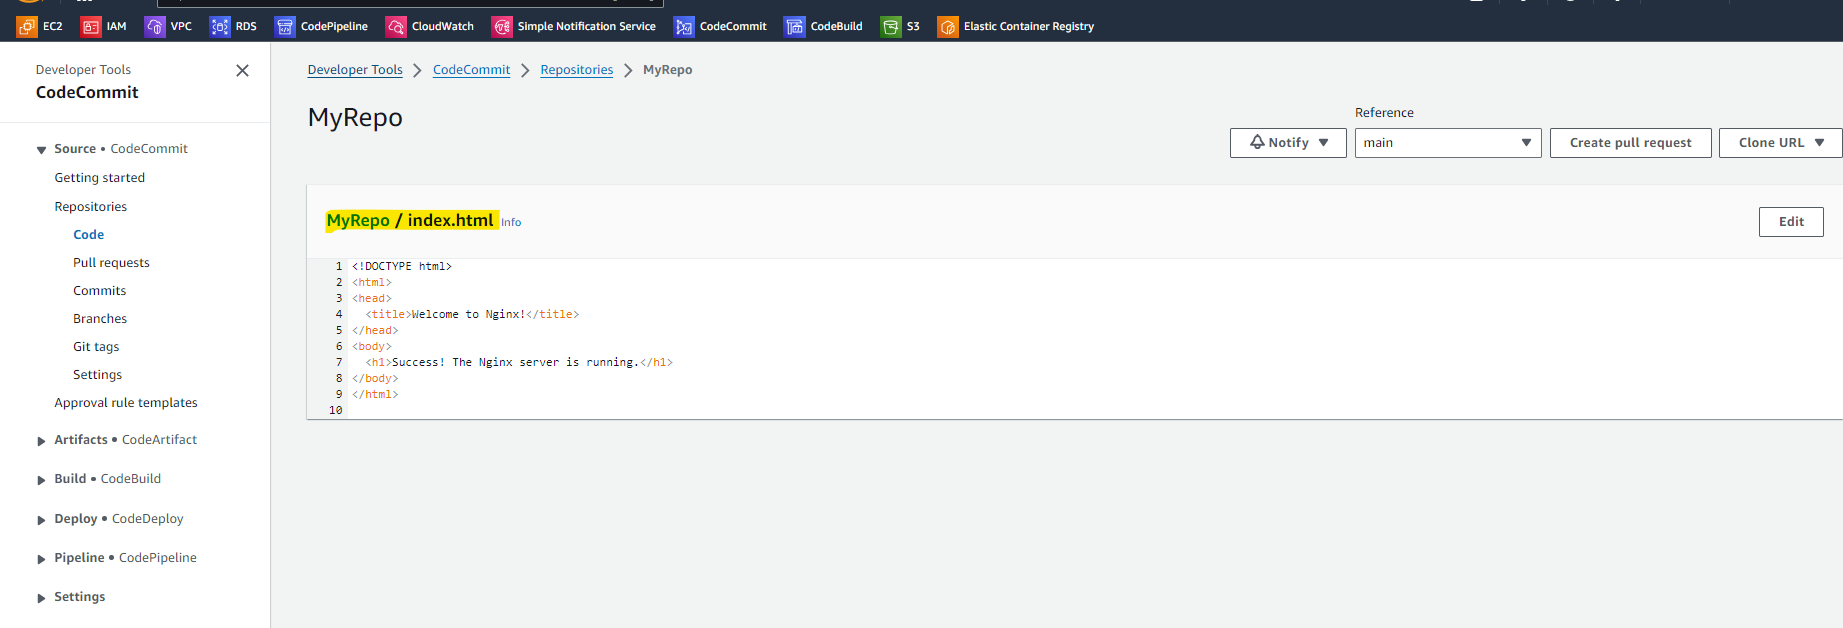 EC2 IAM VPC RDS CodePipeline CloudWatch Simple Notification Service CodeCommit CodeBuild S3 Elastic Container Registry
Developer Tools
CodeCommit
Source • CodeCommit
Getting started
Repositories
Code
Pull requests
Commits
Branches
Git tags
Settings
Approval rule templates
Artifacts • CodeArtifact
Build • CodeBuild
Deploy • CodeDeploy
Pipeline • CodePipeline
Settings
Developer Tools CodeCommit Repositories MyRepo
MyRepo
Reference
Notify main Create pull request Clone URL
MyRepo / index.html Info
Edit
1 <!DOCTYPE html>
2 <html>
3 <head>
4 <title>Welcome to Nginx!</title>
5 </head>
6 <body>
7 <h1>Success! The Nginx server is running.</h1>
8 </body>
9 </html>
10